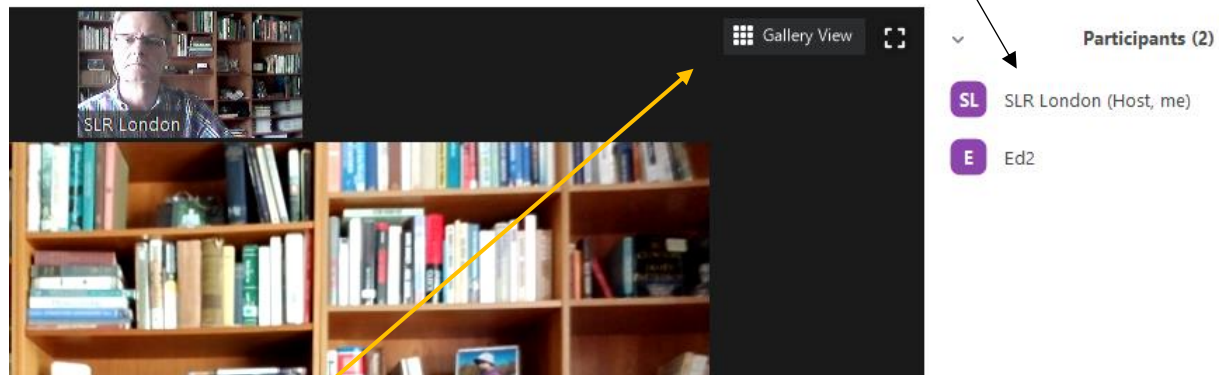 Gallery View
Participants (2)
SLR London
SL SLR London (Host, me)
E Ed2